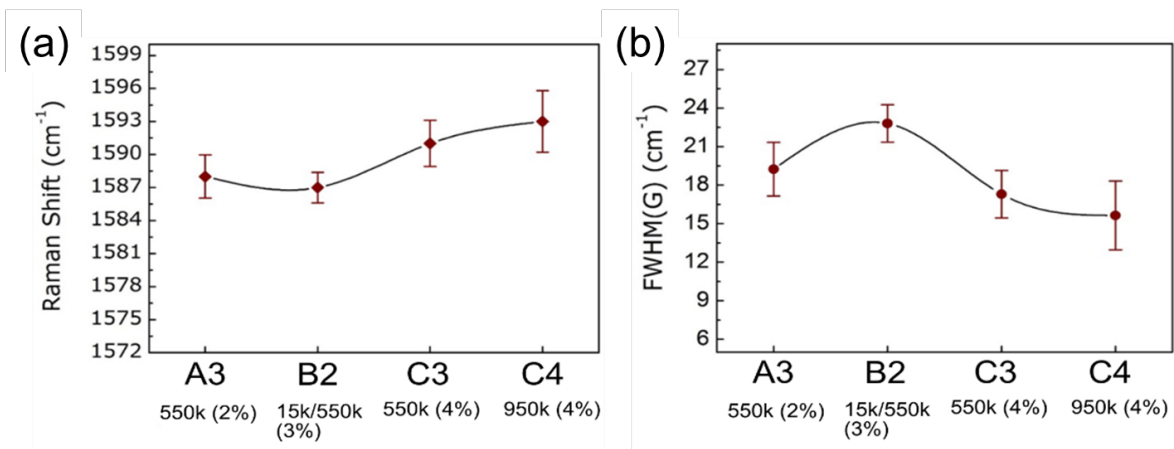 (a)
Raman Shift (cm⁻¹)
1599
1596
1593
1590
1587
1584
1581
1578
1575
1572
A3
B2
C3
C4
550k (2%)
15k/550k
(3%)
550k (4%)
950k (4%)
(b)
FWHM(G) (cm⁻¹)
27
24
21
18
15
12
9
6
A3
B2
C3
C4
550k (2%)
15k/550k
(3%)
550k (4%)
950k (4%)